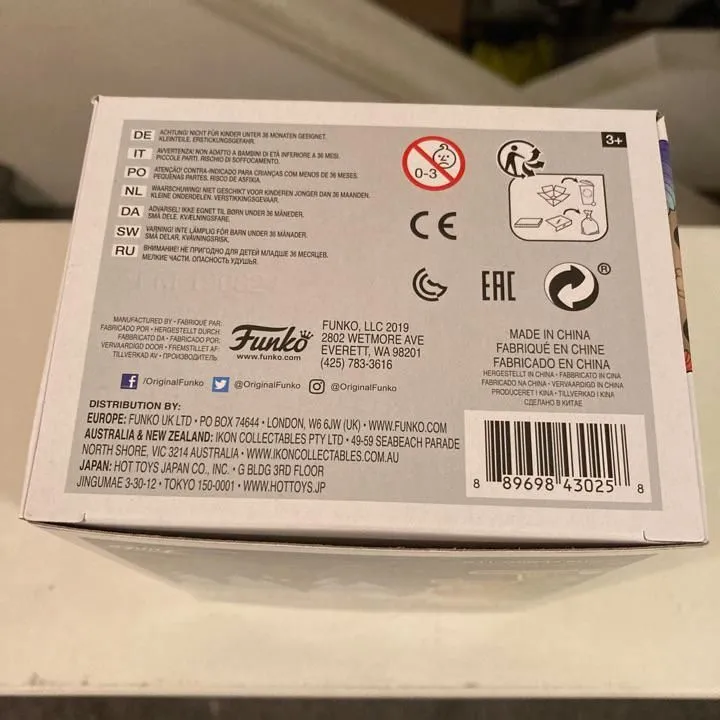 DE ACHTUNG! NICHT FÜR KINDER UNTER 36 MONATEN GEEIGNET.
KLEINTEILE. ERSTICKUNGSGEFAHR.
IT AVVERTENZA! NON ADATTO A BAMBINI DI ETÀ INFERIORE A 36 MESI.
PICCOLE PARTI. RISCHIO DI SOFFOCAMENTO.
PO ATENÇÃO! CONTRA-INDICADO PARA CRIANÇAS COM MENOS DE 36 MESES.
PEQUENAS PARTES. RISCO DE ASFIXIA.
NL WAARSCHUWING! NIET GESCHIKT VOOR KINDEREN JONGER DAN 36 MAANDEN.
KLEINE ONDERDELEN. VERSTIKKINGSGEVAAR.
DA ADVARSEL! IKKE EGNET TIL BØRN UNDER 36 MÅNEDER.
SMÅ DELE. KVÆLNINGSFARE.
SW VARNING! INTE LÄMPLIG FÖR BARN UNDER 36 MÅNADER.
SMÅ DELAR. KVÄVNINGSRISK.
RU ВНИМАНИЕ! НЕ ПРИГОДНО ДЛЯ ДЕТЕЙ МЛАДШЕ 36 МЕСЯЦЕВ.
МЕЛКИЕ ЧАСТИ. ОПАСНОСТЬ УДУШЬЯ.
0-3
3+
CE
EAC
®
MANUFACTURED BY • FABRIQUÉ PAR:
FABRICADO POR • HERGESTELLT DURCH:
FABBRICATO DA • FABRICADO POR:
VERVAARDIGD DOOR • FREMSTILLET AF:
TILLVERKAD AV • ПРОИЗВОДИТЕЛЬ:
Funko
www.funko.com
FUNKO, LLC 2019
2802 WETMORE AVE
EVERETT, WA 98201
(425) 783-3616
/OriginalFunko @OriginalFunko @OriginalFunko
MADE IN CHINA
FABRIQUÉ EN CHINE
FABRICADO EN CHINA
HERGESTELLT IN CHINA • FABBRICATO IN CINA
FABRICADO NA CHINA • VERVAARDIGD IN CHINA
PRODUCERET I KINA • TILLVERKAD I KINA
СДЕЛАНО В КИТАЕ
DISTRIBUTION BY:
EUROPE: FUNKO UK LTD • PO BOX 74644 • LONDON, W6 6JW (UK) • WWW.FUNKO.COM
AUSTRALIA & NEW ZEALAND: IKON COLLECTABLES PTY LTD • 49-59 SEABEACH PARADE
NORTH SHORE, VIC 3214 AUSTRALIA • WWW.IKONCOLLECTABLES.COM.AU
JAPAN: HOT TOYS JAPAN CO., INC. • G BLDG 3RD FLOOR
JINGUMAE 3-30-12 • TOKYO 150-0001 • WWW.HOTTOYS.JP
8 89698 43025 8